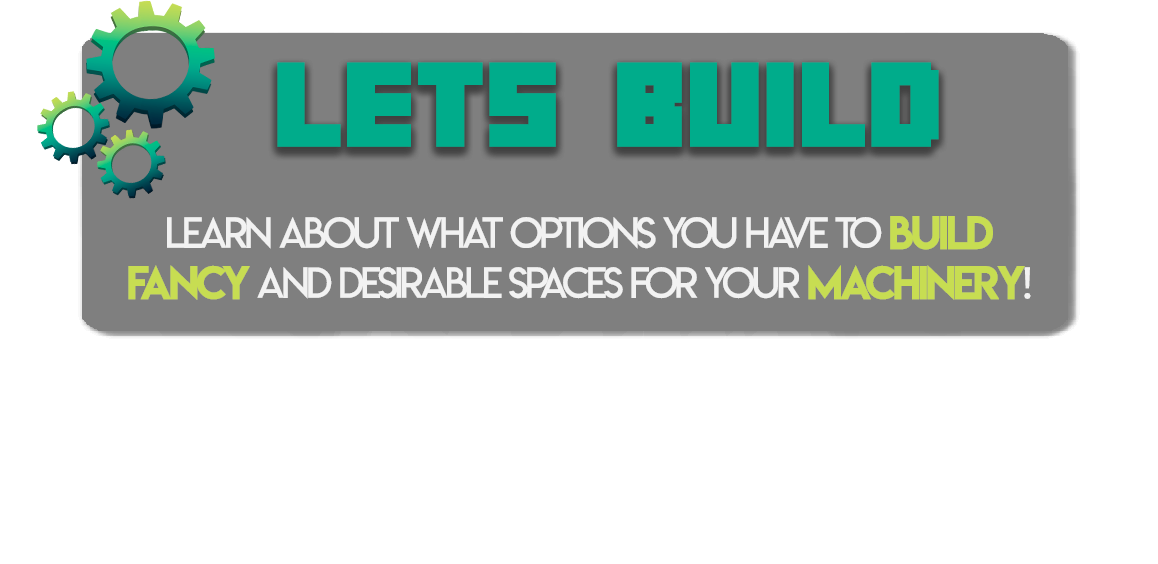 LETS BUILD
LEARN ABOUT WHAT OPTIONS YOU HAVE TO BUILD
FANCY AND DESIRABLE SPACES FOR YOUR MACHINERY!